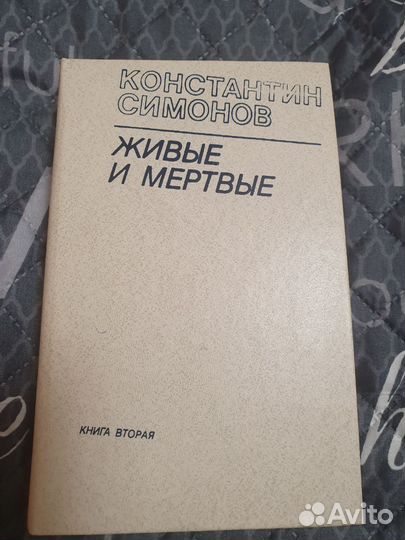 КОНСТАНТИН
СИМОНОВ
ЖИВЫЕ
И МЕРТВЫЕ
КНИГА ВТОРАЯ
Avito